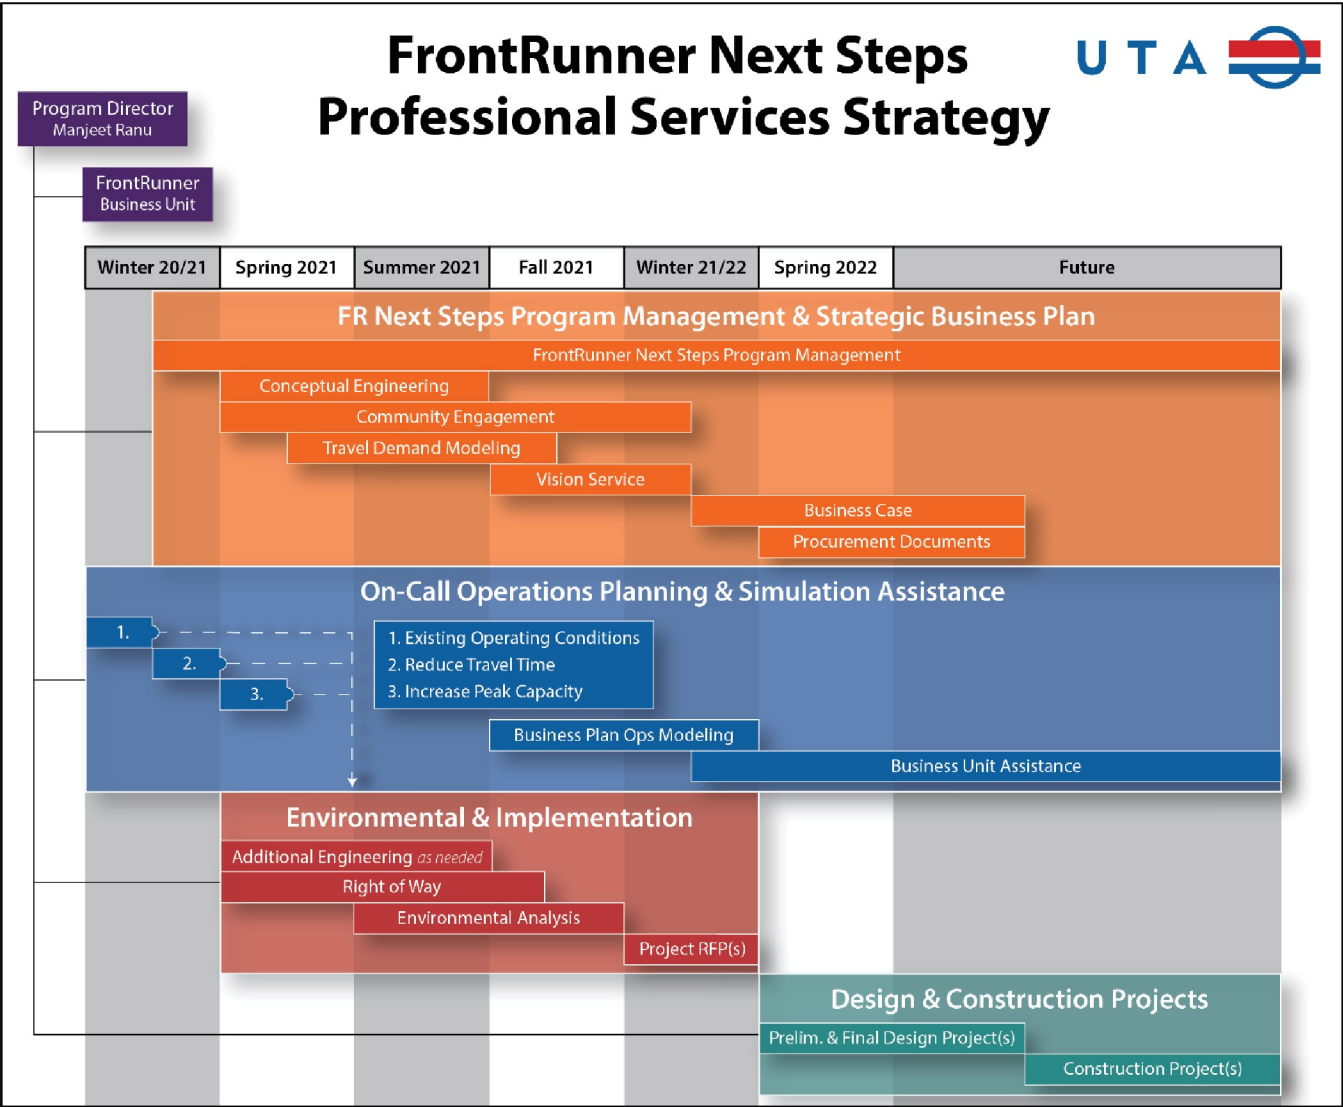 FrontRunner Next Steps
Professional Services Strategy
UTA
Program Director
Manjeet Ranu
FrontRunner
Business Unit
Winter 20/21
Spring 2021
Summer 2021
Fall 2021
Winter 21/22
Spring 2022
Future
FR Next Steps Program Management & Strategic Business Plan
FrontRunner Next Steps Program Management
Conceptual Engineering
Community Engagement
Travel Demand Modeling
Vision Service
Business Case
Procurement Documents
On-Call Operations Planning & Simulation Assistance
1.
2.
3.
1. Existing Operating Conditions
2. Reduce Travel Time
3. Increase Peak Capacity
Business Plan Ops Modeling
Business Unit Assistance
Environmental & Implementation
Additional Engineering as needed
Right of Way
Environmental Analysis
Project RFP(s)
Design & Construction Projects
Prelim. & Final Design Project(s)
Construction Project(s)